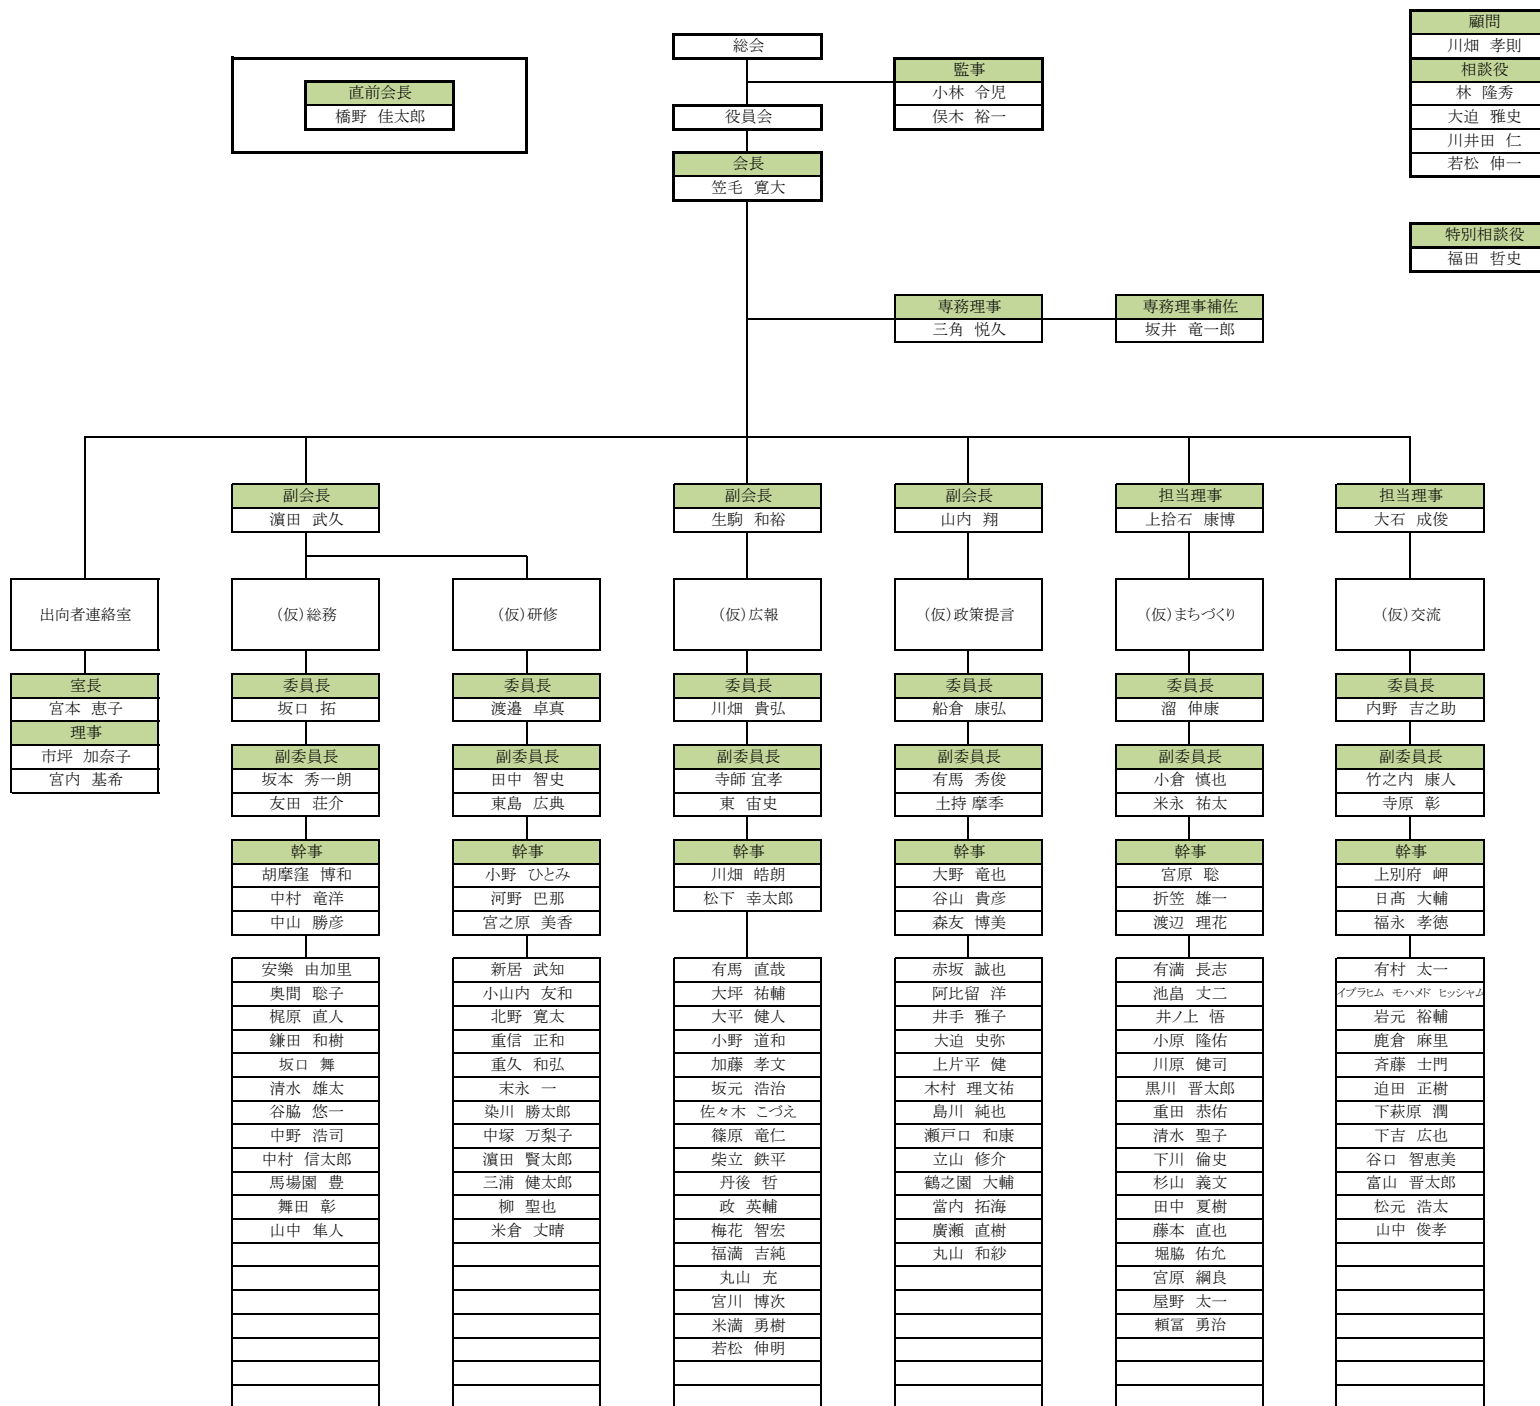 顧問
川畑 孝則
相談役
林 隆秀
大迫 雅史
川井田 仁
若松 伸一
特別相談役
福田 哲史
総会
監事
小林 令児
俣木 裕一
直前会長
橋野 佳太郎
役員会
会長
笠毛 寛大
専務理事
三角 悦久
専務理事補佐
坂井 竜一郎
出向者連絡室
室長
宮本 恵子
理事
市坪 加奈子
宮内 基希
副会長
濵田 武久
(仮)総務
委員長
坂口 拓
副委員長
坂本 秀一朗
友田 荘介
幹事
胡摩窪 博和
中村 竜洋
中山 勝彦
安樂 由加里
奥間 聡子
梶原 直人
鎌田 和樹
坂口 舞
清水 雄太
谷脇 悠一
中野 浩司
中村 信太郎
馬場園 豊
舞田 彰
山中 隼人
(仮)研修
委員長
渡邉 卓真
副委員長
田中 智史
東島 広典
幹事
小野 ひとみ
河野 巴那
宮之原 美香
新居 武知
小山内 友和
北野 寛太
重信 正和
重久 和弘
末永 一
染川 勝太郎
中塚 万梨子
濵田 賢太郎
三浦 健太郎
柳 聖也
米倉 丈晴
副会長
生駒 和裕
(仮)広報
委員長
川畑 貴弘
副委員長
寺師 宜孝
東 宙史
幹事
川畑 皓朗
松下 幸太郎
有馬 直哉
大坪 祐輔
大平 健人
小野 道和
加藤 孝文
坂元 浩治
佐々木 こづえ
篠原 竜仁
柴立 鉄平
丹後 哲
政 英輔
梅花 智宏
福満 吉純
丸山 充
宮川 博次
米満 勇樹
若松 伸明
副会長
山内 翔
(仮)政策提言
委員長
船倉 康弘
副委員長
有馬 秀俊
土持 摩季
幹事
大野 竜也
谷山 貴彦
森友 博美
赤坂 誠也
阿比留 洋
井手 雅子
大迫 史弥
上片平 健
木村 理文祐
島川 純也
瀬戸口 和康
立山 修介
鶴之園 大輔
當内 拓海
廣瀬 直樹
丸山 和紗
担当理事
上拾石 康博
(仮)まちづくり
委員長
溜 伸康
副委員長
小倉 慎也
米永 祐太
幹事
宮原 聡
折笠 雄一
渡辺 理花
有満 長志
池畠 丈二
井ノ上 悟
小原 隆佑
川原 健司
黒川 晋太郎
重田 恭佑
清水 聖子
下川 倫史
杉山 義文
田中 夏樹
藤本 直也
堀脇 佑允
宮原 綱良
屋野 太一
頼冨 勇治
担当理事
大石 成俊
(仮)交流
委員長
内野 吉之助
副委員長
竹之内 康人
寺原 彰
幹事
上別府 岬
日髙 大輔
福永 孝徳
有村 太一
イブラヒム モハメド ヒッシャム
岩元 裕輔
鹿倉 麻里
斉藤 士門
迫田 正樹
下萩原 潤
下吉 広也
谷口 智恵美
富山 晋太郎
松元 浩太
山中 俊孝